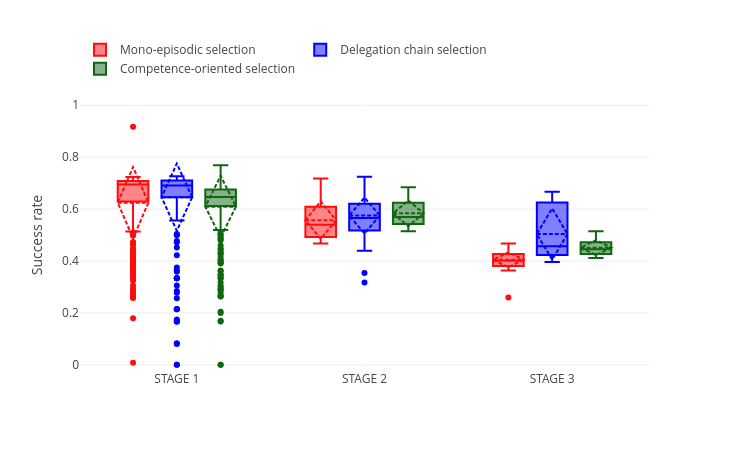 Mono-episodic selection
Delegation chain selection
Competence-oriented selection
1
0.8
0.6
0.4
0.2
0
Success rate
STAGE 1
STAGE 2
STAGE 3